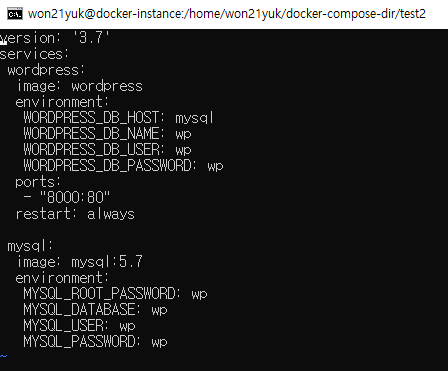 won21yuk@docker-instance:/home/won21yuk/docker-compose-dir/test2
version: '3.7'
services:
 wordpress:
  image: wordpress
  environment:
   WORDPRESS_DB_HOST: mysql
   WORDPRESS_DB_NAME: wp
   WORDPRESS_DB_USER: wp
   WORDPRESS_DB_PASSWORD: wp
  ports:
   - "8000:80"
  restart: always

 mysql:
  image: mysql:5.7
  environment:
   MYSQL_ROOT_PASSWORD: wp
   MYSQL_DATABASE: wp
   MYSQL_USER: wp
   MYSQL_PASSWORD: wp
~